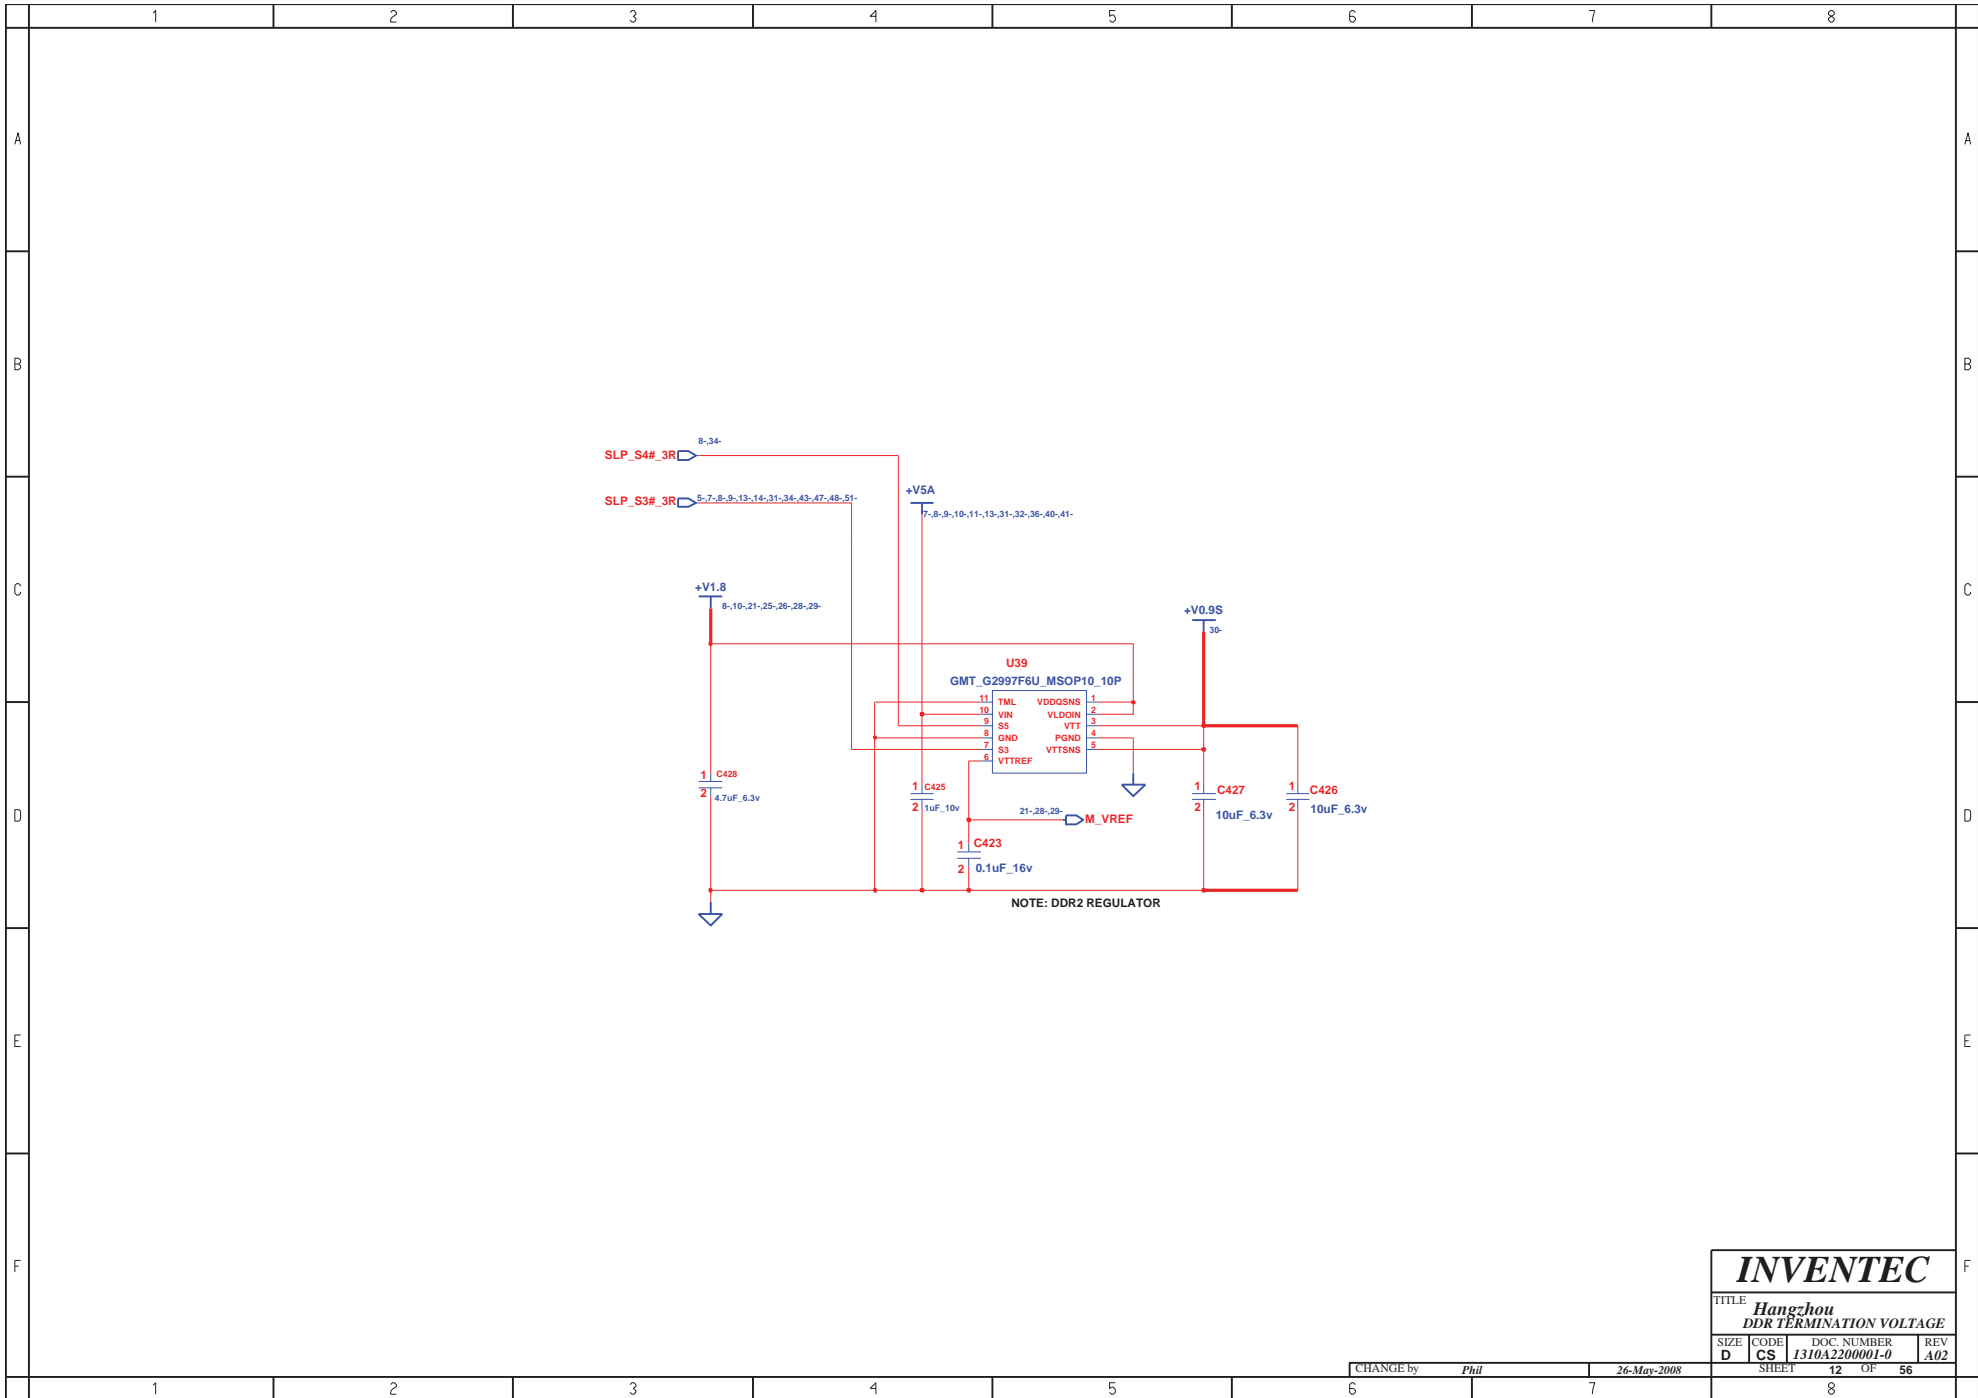 1 2 3 4 5 6 7 8
A A
B B
8-,34-
SLP_S4#_3R
SLP_S3#_3R 5-,7-,8-,9-,13-,14-,31-,34-,43-,47-,48-,51-
+V5A
7-,8-,9-,10-,11-,13-,31-,32-,36-,40-,41-
C C
+V1.8
8-,10-,21-,25-,26-,28-,29-
+V0.9S
30-
U39
GMT_G2997F6U_MSOP10_10P
11 TML VDDQSNS 1
10 VIN VLDOIN 2
9 S5 VTT 3
8 GND PGND 4
7 S3 VTTSNS 5
6 VTTREF
1 C428
2 4.7uF_6.3v
1 C425
2 1uF_10v
1 C427
2 10uF_6.3v
1 C426
2 10uF_6.3v
D D
21-,28-,29- M_VREF
1 C423
2 0.1uF_16v
NOTE: DDR2 REGULATOR
E E
F F
INVENTEC
TITLE Hangzhou
DDR TERMINATION VOLTAGE
SIZE CODE DOC. NUMBER REV
D CS 1310A2200001-0 A02
CHANGE by Phil 26-May-2008 SHEET 12 OF 56
1 2 3 4 5 6 7 8